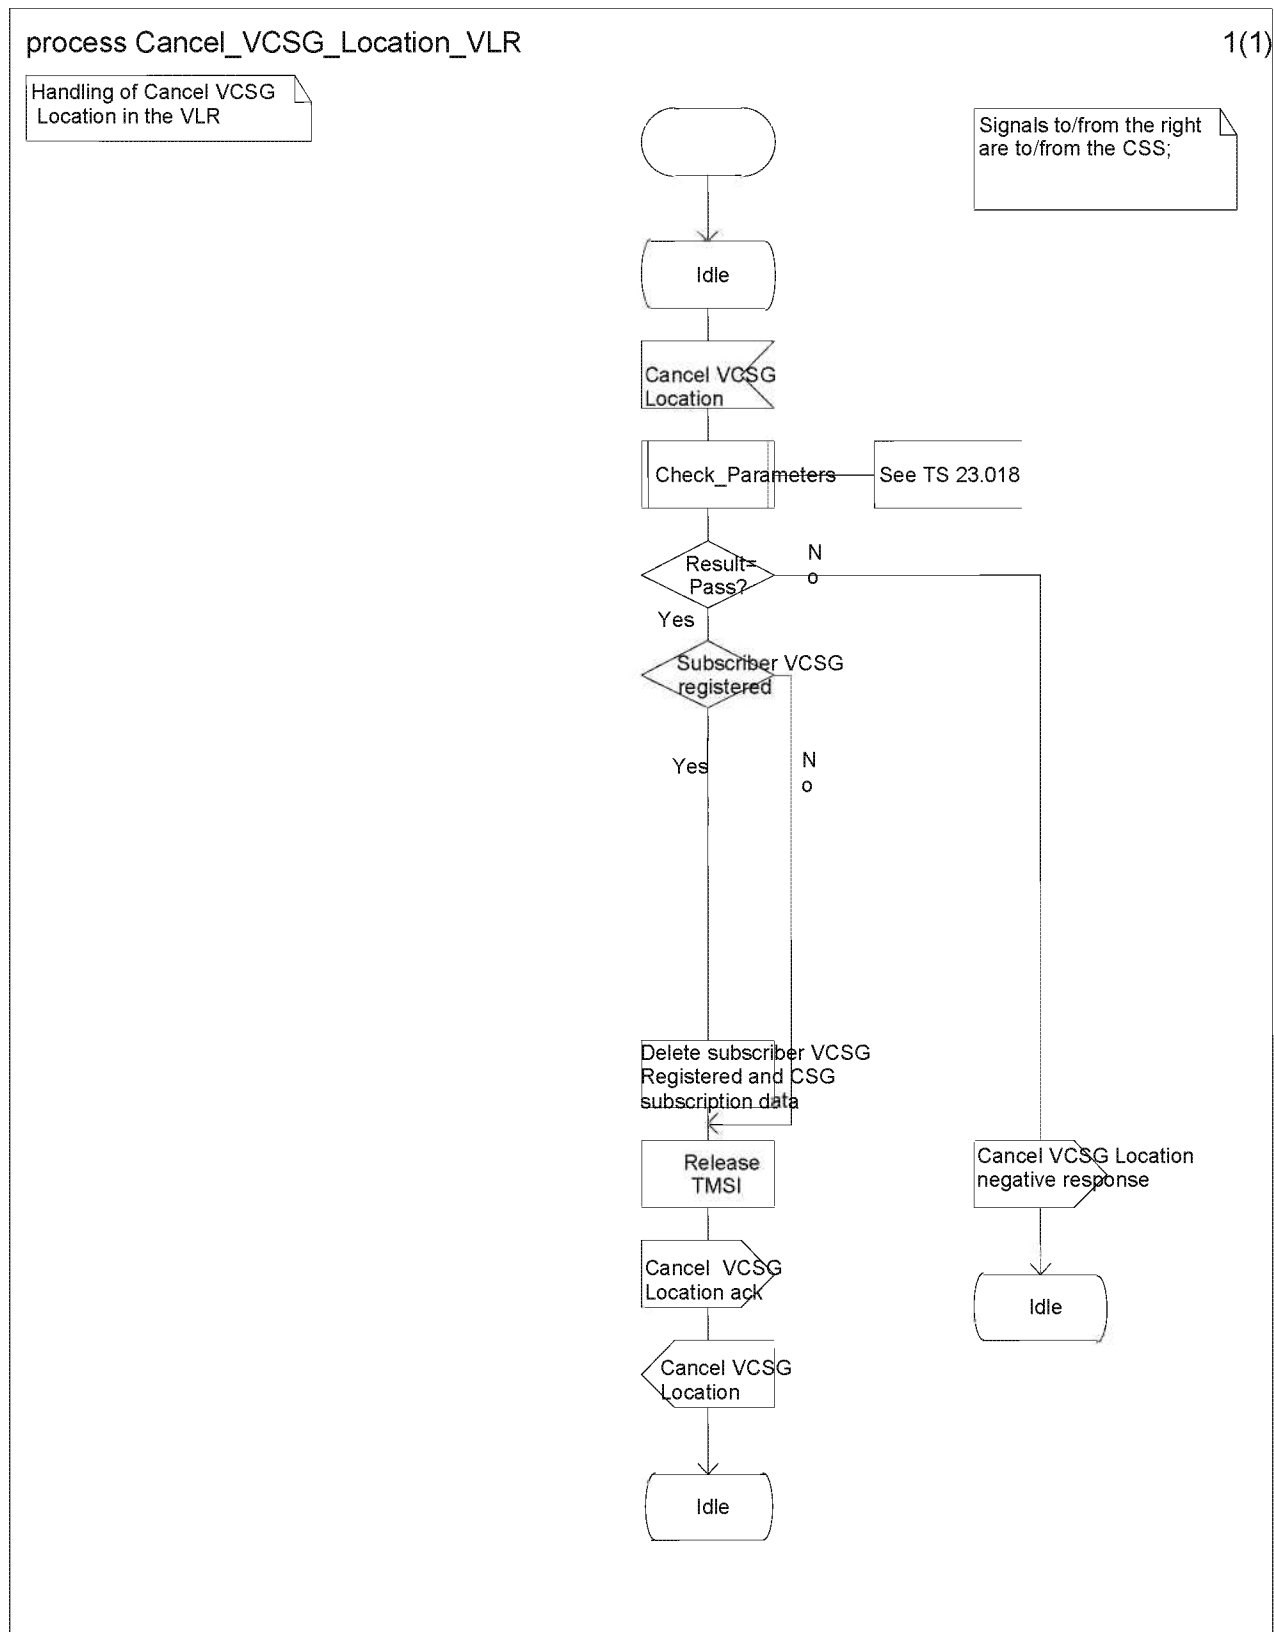 process Cancel_VCSG_Location_VLR
1(1)
Handling of Cancel VCSG
Location in the VLR
Signals to/from the right
are to/from the CSS;
Idle
Cancel VCSG
Location
Check_Parameters
See TS 23.018
Result=
Pass?
N
o
Yes
Subscriber VCSG
registered
Yes
N
o
Delete subscriber VCSG
Registered and CSG
subscription data
Release
TMSI
Cancel VCSG Location
negative response
Cancel VCSG
Location ack
Idle
Cancel VCSG
Location
Idle